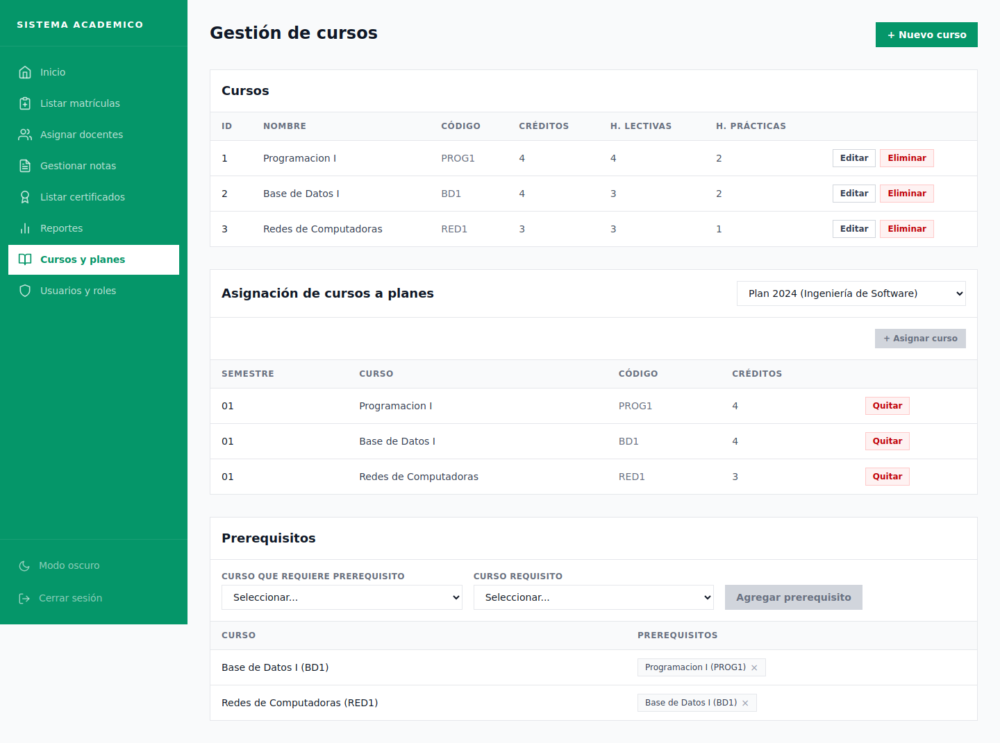 SISTEMA ACADEMICO
Inicio
Listar matrículas
Asignar docentes
Gestionar notas
Listar certificados
Reportes
Cursos y planes
Usuarios y roles
Modo oscuro
Cerrar sesión
Gestión de cursos
+ Nuevo curso
Cursos
ID NOMBRE CÓDIGO CRÉDITOS H. LECTIVAS H. PRÁCTICAS
1 Programacion I PROG1 4 4 2 Editar Eliminar
2 Base de Datos I BD1 4 3 2 Editar Eliminar
3 Redes de Computadoras RED1 3 3 1 Editar Eliminar
Asignación de cursos a planes Plan 2024 (Ingeniería de Software)
+ Asignar curso
SEMESTRE CURSO CÓDIGO CRÉDITOS
01 Programacion I PROG1 4 Quitar
01 Base de Datos I BD1 4 Quitar
01 Redes de Computadoras RED1 3 Quitar
Prerequisitos
CURSO QUE REQUIERE PREREQUISITO CURSO REQUISITO
Seleccionar... Seleccionar... Agregar prerequisito
CURSO PREREQUISITOS
Base de Datos I (BD1) Programacion I (PROG1) ×
Redes de Computadoras (RED1) Base de Datos I (BD1) ×